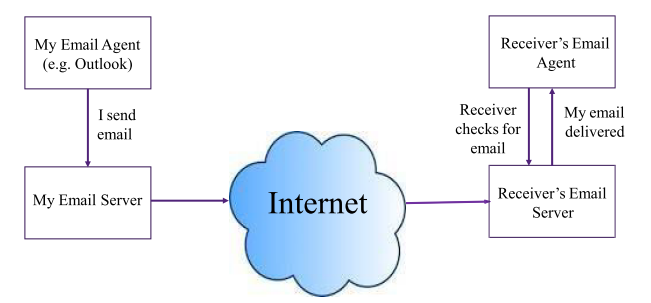 My Email Agent
(e.g. Outlook)
I send
email
My Email Server
Internet
Receiver’s Email
Agent
Receiver
checks for
email
My email
delivered
Receiver’s Email
Server